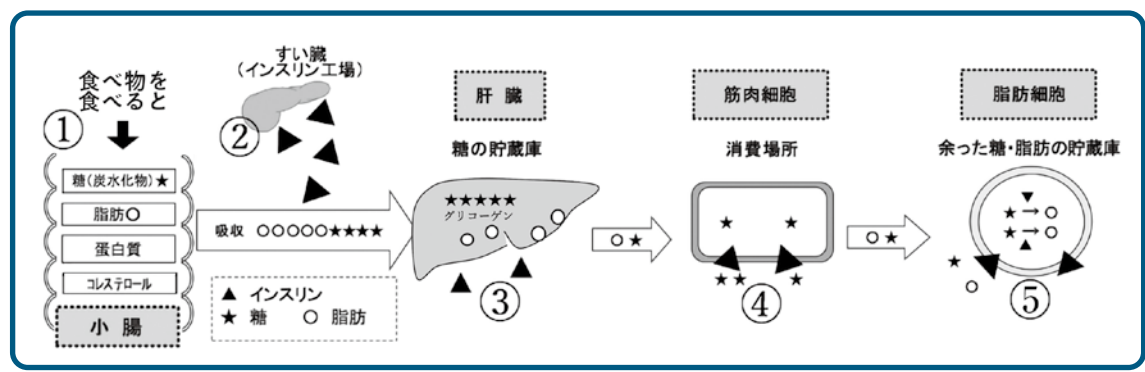 食べ物を
食べると
①
糖(炭水化物)★
脂肪○
蛋白質
コレステロール
小腸
すい臓
(インスリン工場)
②
吸収 ○○○○○★★★★
▲ インスリン
★ 糖 ○ 脂肪
肝臓
糖の貯蔵庫
★★★★★
グリコーゲン
③
○★
筋肉細胞
消費場所
④
○★
脂肪細胞
余った糖・脂肪の貯蔵庫
★→○
★→○
⑤